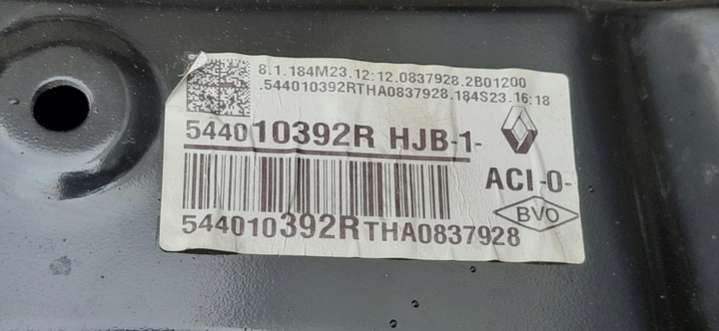 8.1.184M23.12:12.0837928.2B01200
.544010392RTHA0837928.184S23.16:18
544010392R HJB-1-
ACI-0-
BVO
544010392RTHA0837928